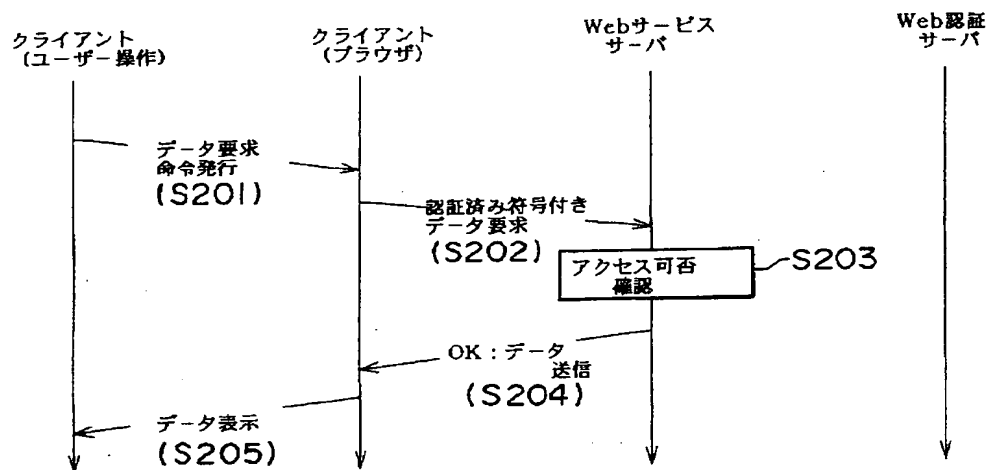 クライアント
(ユーザー操作)
クライアント
(ブラウザ)
Webサービス
サーバ
Web認証
サーバ
データ要求
命令発行
(S201)
認証済み符号付き
データ要求
(S202)
アクセス可否
確認
S203
OK:データ
送信
(S204)
データ表示
(S205)